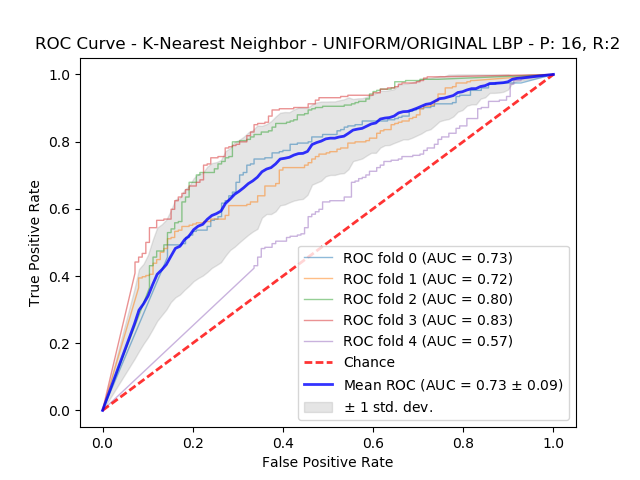 ROC Curve - K-Nearest Neighbor - UNIFORM/ORIGINAL LBP - P: 16, R:2
1.0
0.8
0.6
0.4
0.2
0.0
True Positive Rate
ROC fold 0 (AUC = 0.73)
ROC fold 1 (AUC = 0.72)
ROC fold 2 (AUC = 0.80)
ROC fold 3 (AUC = 0.83)
ROC fold 4 (AUC = 0.57)
Chance
Mean ROC (AUC = 0.73 ± 0.09)
± 1 std. dev.
0.0 0.2 0.4 0.6 0.8 1.0
False Positive Rate